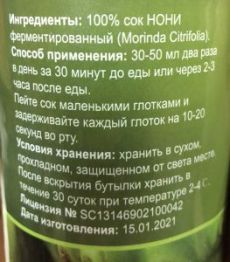 Ингредиенты: 100% сок НОНИ
ферментированный (Morinda Citrifolia).
Способ применения: 30-50 мл два раза
в день за 30 минут до еды или через 2-3
часа после еды.
Пейте сок маленькими глотками и
задерживайте каждый глоток на 10-20
секунд во рту.
Условия хранения: хранить в сухом,
прохладном, защищенном от света месте.
После вскрытия бутылки хранить в
течение 30 суток при температуре 2-4 С.
Лицензия № SC13146902100042
Дата изготовления: 15.01.2021